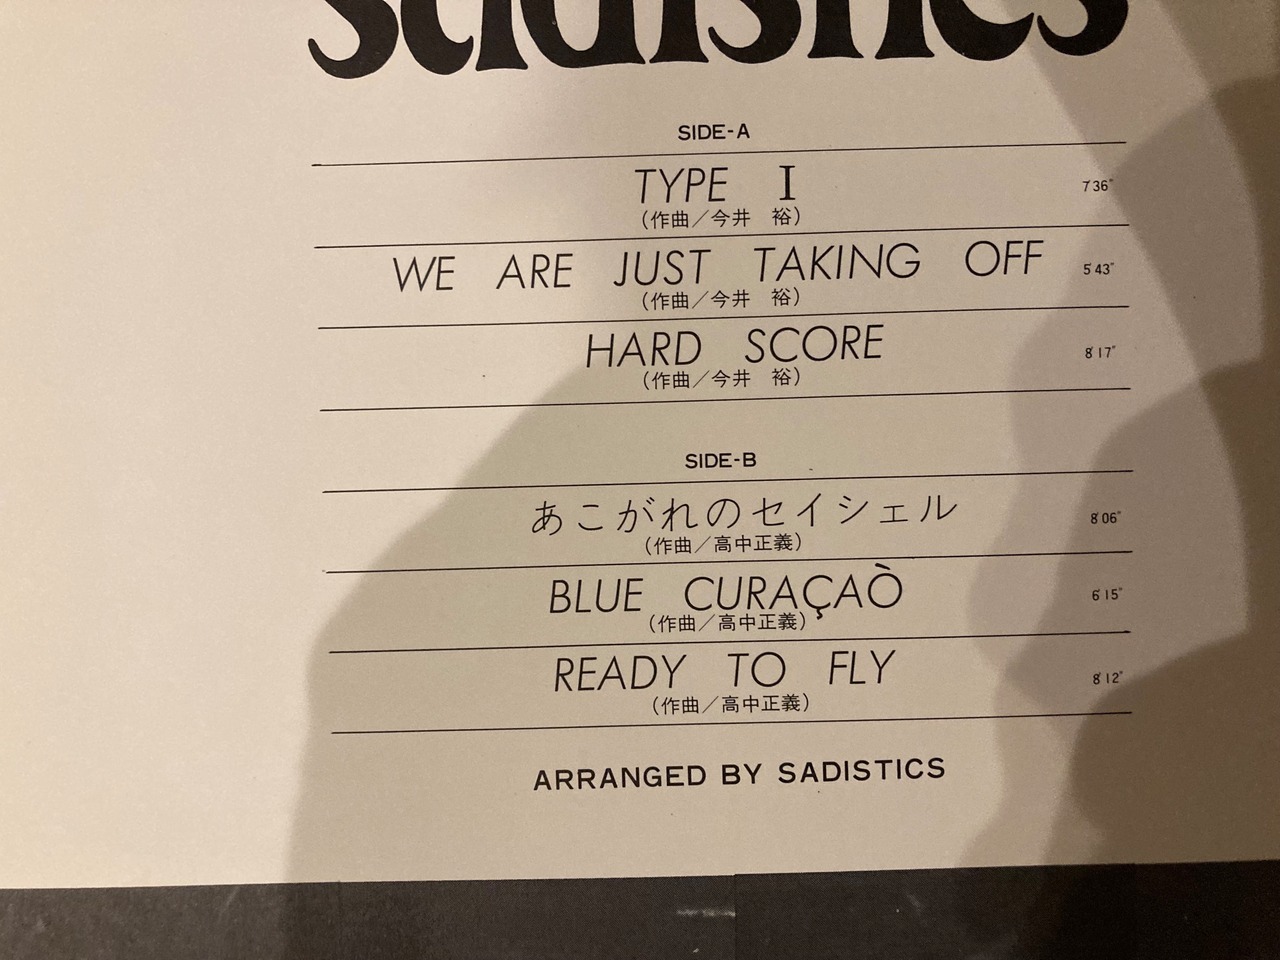 sadistics
SIDE-A
TYPE I 7'36"
(作曲/今井 裕)
WE ARE JUST TAKING OFF 5'43"
(作曲/今井 裕)
HARD SCORE 8'17"
(作曲/今井 裕)
SIDE-B
あこがれのセイシェル 8'06"
(作曲/高中正義)
BLUE CURAÇAÒ 6'15"
(作曲/高中正義)
READY TO FLY 8'12"
(作曲/高中正義)
ARRANGED BY SADISTICS